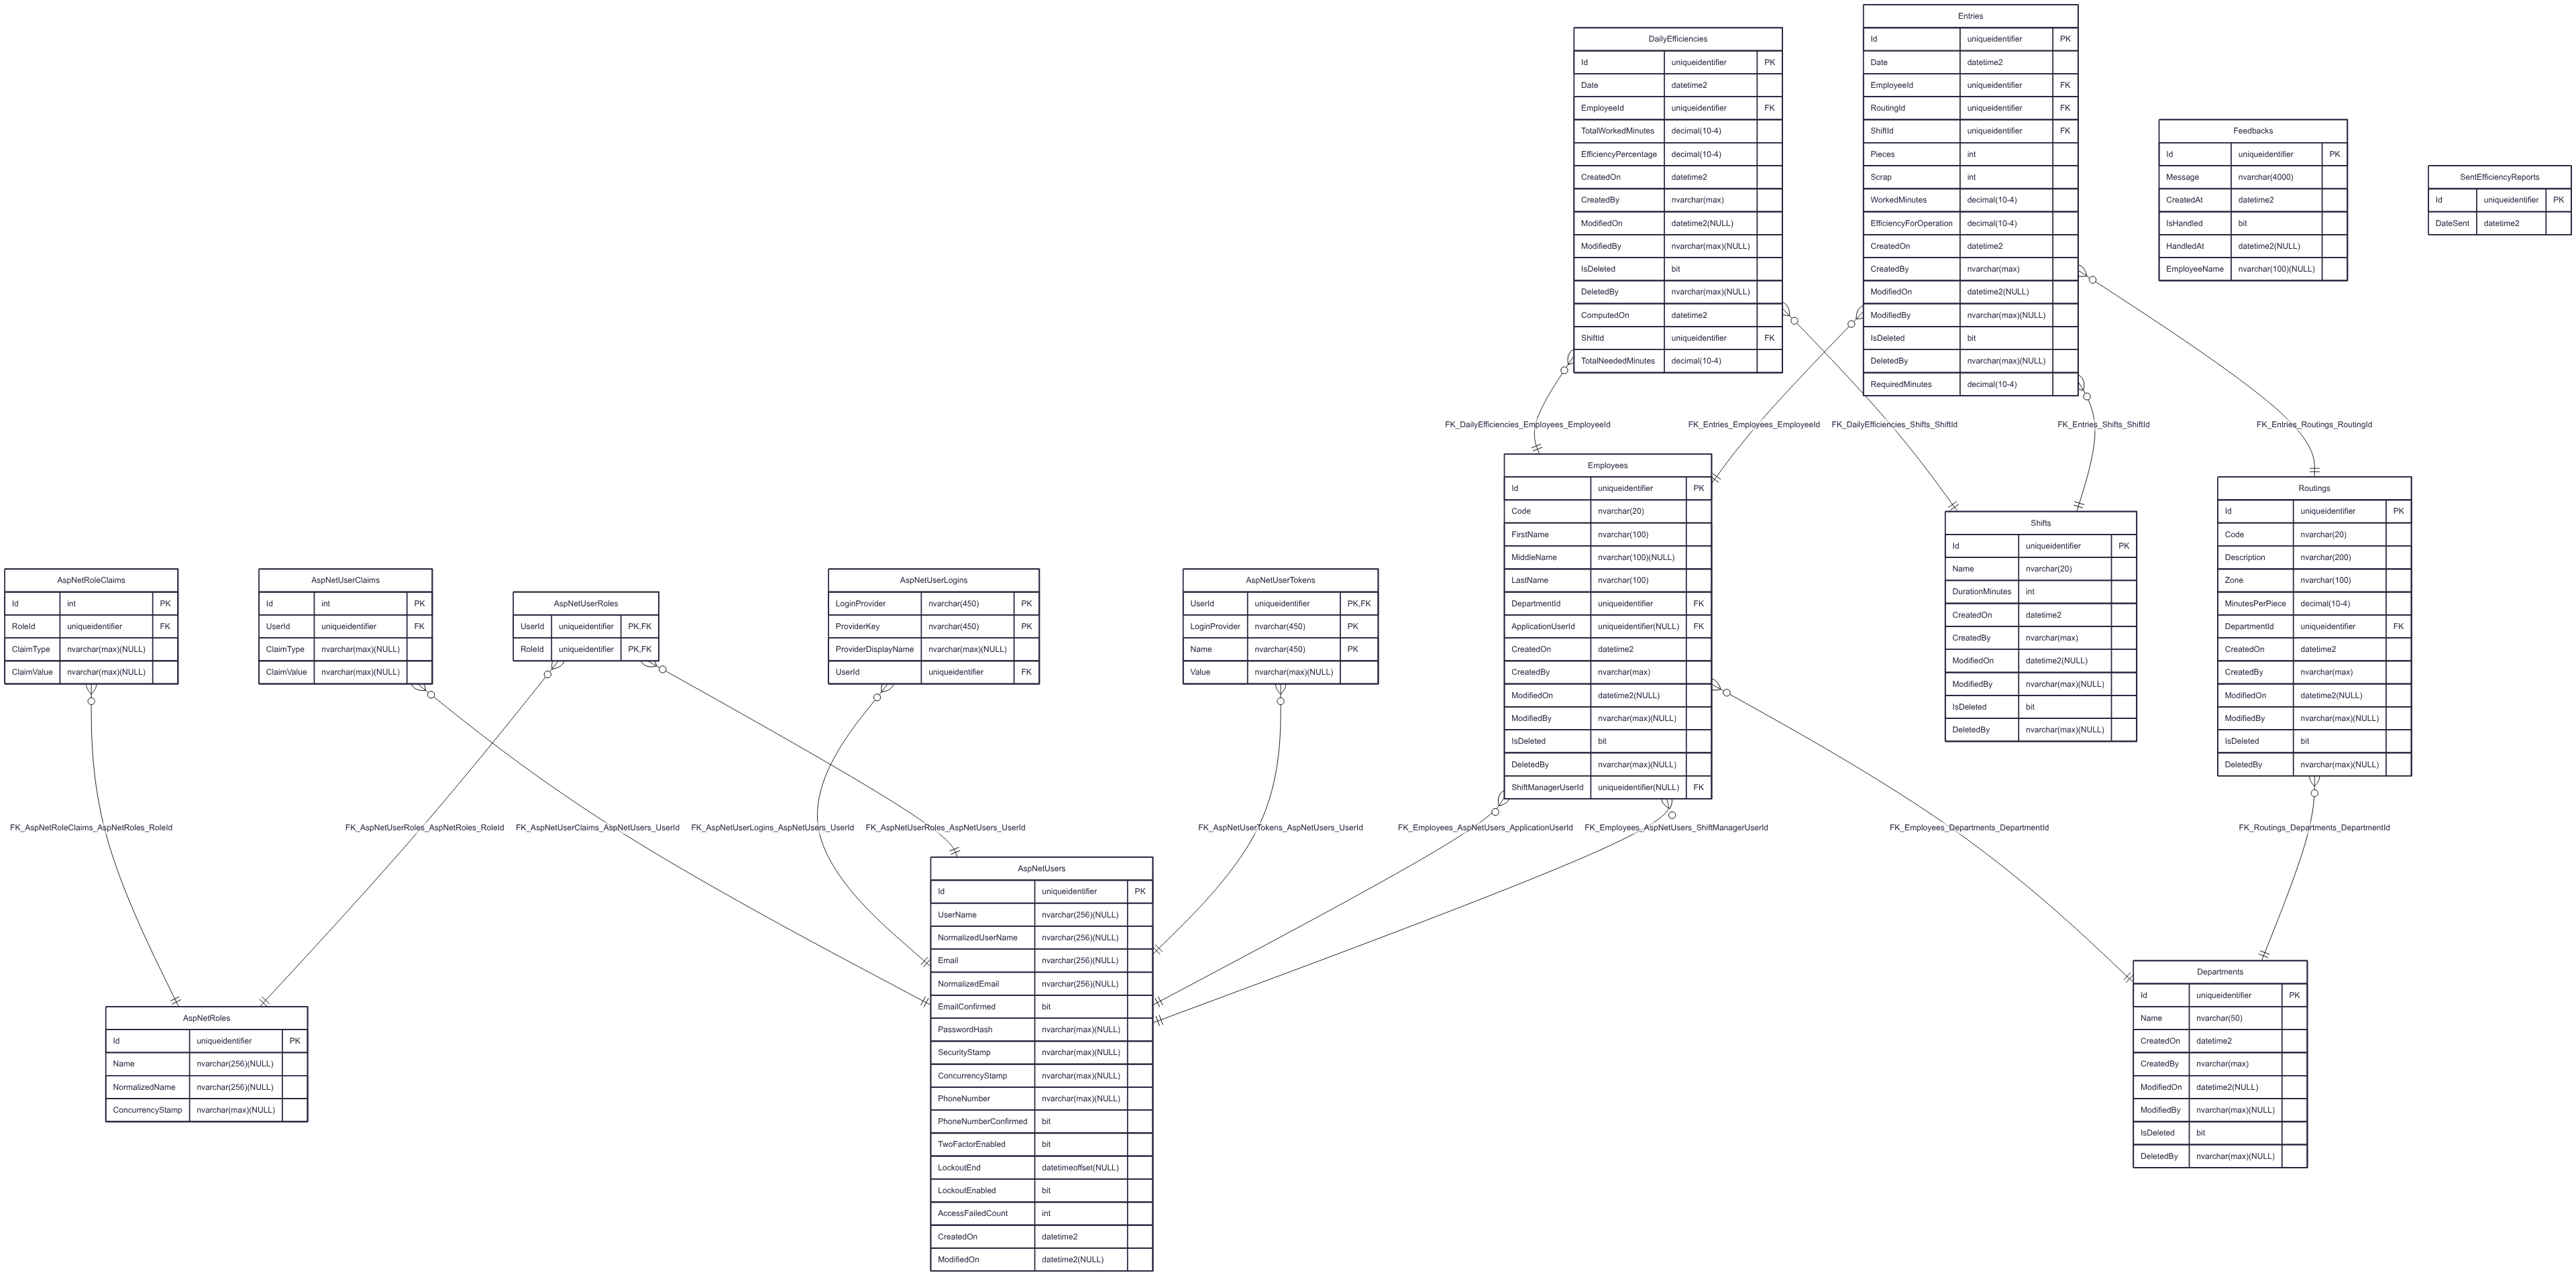 DailyEfficiencies
Id uniqueidentifier PK
Date datetime2
EmployeeId uniqueidentifier FK
TotalWorkedMinutes decimal(10-4)
EfficiencyPercentage decimal(10-4)
CreatedOn datetime2
CreatedBy nvarchar(max)
ModifiedOn datetime2(NULL)
ModifiedBy nvarchar(max)(NULL)
IsDeleted bit
DeletedBy nvarchar(max)(NULL)
ComputedOn datetime2
ShiftId uniqueidentifier FK
TotalNeededMinutes decimal(10-4)
Entries
Id uniqueidentifier PK
Date datetime2
EmployeeId uniqueidentifier FK
RoutingId uniqueidentifier FK
ShiftId uniqueidentifier FK
Pieces int
Scrap int
WorkedMinutes decimal(10-4)
EfficiencyForOperation decimal(10-4)
CreatedOn datetime2
CreatedBy nvarchar(max)
ModifiedOn datetime2(NULL)
ModifiedBy nvarchar(max)(NULL)
IsDeleted bit
DeletedBy nvarchar(max)(NULL)
RequiredMinutes decimal(10-4)
Feedbacks
Id uniqueidentifier PK
Message nvarchar(4000)
CreatedAt datetime2
IsHandled bit
HandledAt datetime2(NULL)
EmployeeName nvarchar(100)(NULL)
SentEfficiencyReports
Id uniqueidentifier PK
DateSent datetime2
FK_DailyEfficiencies_Employees_EmployeeId
FK_Entries_Employees_EmployeeId
FK_DailyEfficiencies_Shifts_ShiftId
FK_Entries_Shifts_ShiftId
FK_Entries_Routings_RoutingId
Employees
Id uniqueidentifier PK
Code nvarchar(20)
FirstName nvarchar(100)
MiddleName nvarchar(100)(NULL)
LastName nvarchar(100)
DepartmentId uniqueidentifier FK
ApplicationUserId uniqueidentifier(NULL) FK
CreatedOn datetime2
CreatedBy nvarchar(max)
ModifiedOn datetime2(NULL)
ModifiedBy nvarchar(max)(NULL)
IsDeleted bit
DeletedBy nvarchar(max)(NULL)
ShiftManagerUserId uniqueidentifier(NULL) FK
Shifts
Id uniqueidentifier PK
Name nvarchar(20)
DurationMinutes int
CreatedOn datetime2
CreatedBy nvarchar(max)
ModifiedOn datetime2(NULL)
ModifiedBy nvarchar(max)(NULL)
IsDeleted bit
DeletedBy nvarchar(max)(NULL)
Routings
Id uniqueidentifier PK
Code nvarchar(20)
Description nvarchar(200)
Zone nvarchar(100)
MinutesPerPiece decimal(10-4)
DepartmentId uniqueidentifier FK
CreatedOn datetime2
CreatedBy nvarchar(max)
ModifiedOn datetime2(NULL)
ModifiedBy nvarchar(max)(NULL)
IsDeleted bit
DeletedBy nvarchar(max)(NULL)
AspNetRoleClaims
Id int PK
RoleId uniqueidentifier FK
ClaimType nvarchar(max)(NULL)
ClaimValue nvarchar(max)(NULL)
AspNetUserClaims
Id int PK
UserId uniqueidentifier FK
ClaimType nvarchar(max)(NULL)
ClaimValue nvarchar(max)(NULL)
AspNetUserRoles
UserId uniqueidentifier PK,FK
RoleId uniqueidentifier PK,FK
AspNetUserLogins
LoginProvider nvarchar(450) PK
ProviderKey nvarchar(450) PK
ProviderDisplayName nvarchar(max)(NULL)
UserId uniqueidentifier FK
AspNetUserTokens
UserId uniqueidentifier PK,FK
LoginProvider nvarchar(450) PK
Name nvarchar(450) PK
Value nvarchar(max)(NULL)
FK_AspNetRoleClaims_AspNetRoles_RoleId
FK_AspNetUserRoles_AspNetRoles_RoleId
FK_AspNetUserClaims_AspNetUsers_UserId
FK_AspNetUserLogins_AspNetUsers_UserId
FK_AspNetUserRoles_AspNetUsers_UserId
FK_AspNetUserTokens_AspNetUsers_UserId
FK_Employees_AspNetUsers_ApplicationUserId
FK_Employees_AspNetUsers_ShiftManagerUserId
FK_Employees_Departments_DepartmentId
FK_Routings_Departments_DepartmentId
AspNetRoles
Id uniqueidentifier PK
Name nvarchar(256)(NULL)
NormalizedName nvarchar(256)(NULL)
ConcurrencyStamp nvarchar(max)(NULL)
AspNetUsers
Id uniqueidentifier PK
UserName nvarchar(256)(NULL)
NormalizedUserName nvarchar(256)(NULL)
Email nvarchar(256)(NULL)
NormalizedEmail nvarchar(256)(NULL)
EmailConfirmed bit
PasswordHash nvarchar(max)(NULL)
SecurityStamp nvarchar(max)(NULL)
ConcurrencyStamp nvarchar(max)(NULL)
PhoneNumber nvarchar(max)(NULL)
PhoneNumberConfirmed bit
TwoFactorEnabled bit
LockoutEnd datetimeoffset(NULL)
LockoutEnabled bit
AccessFailedCount int
CreatedOn datetime2
ModifiedOn datetime2(NULL)
Departments
Id uniqueidentifier PK
Name nvarchar(50)
CreatedOn datetime2
CreatedBy nvarchar(max)
ModifiedOn datetime2(NULL)
ModifiedBy nvarchar(max)(NULL)
IsDeleted bit
DeletedBy nvarchar(max)(NULL)